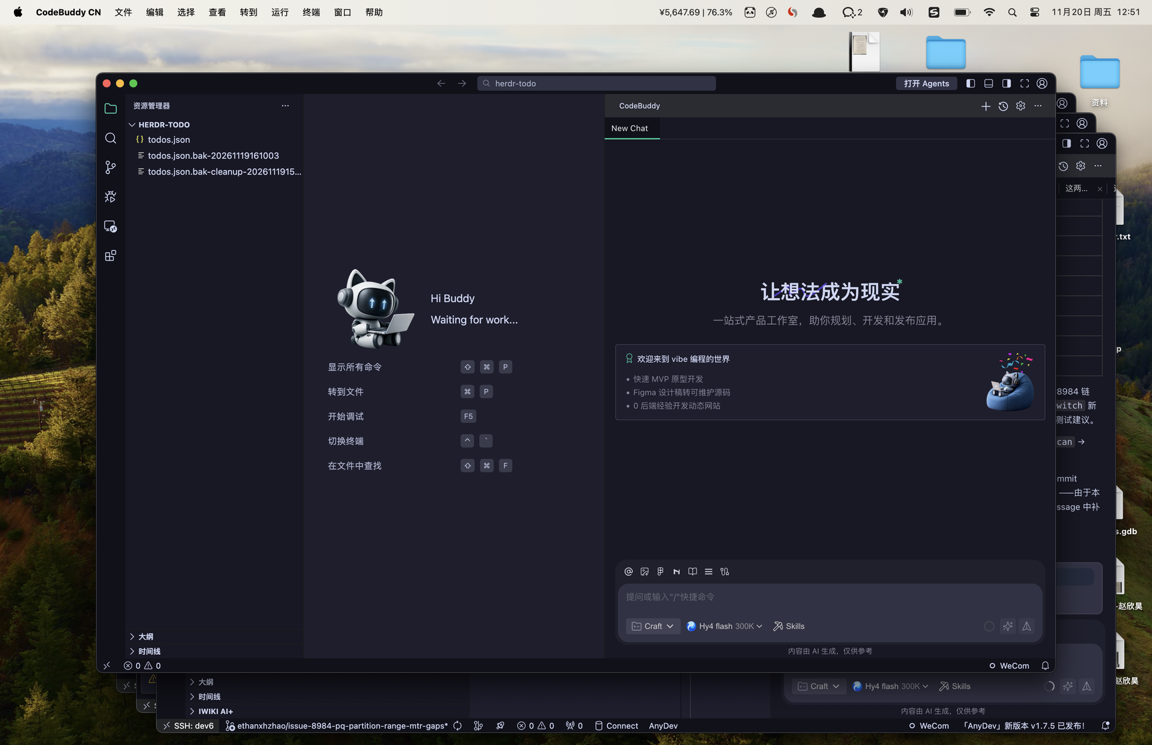 CodeBuddy CN 文件 编辑 选择 查看 转到 运行 终端 窗口 帮助 ¥5,647.69 | 76.3% 2 11月20日 周五 12:51
herdr-todo
打开 Agents
资源管理器
HERDR-TODO
todos.json
todos.json.bak-20261119161003
todos.json.bak-cleanup-2026111915...
大纲
时间线
Hi Buddy
Waiting for work...
显示所有命令 ⇧ ⌘ P
转到文件 ⌘ P
开始调试 F5
切换终端 ^ `
在文件中查找 ⇧ ⌘ F
CodeBuddy
New Chat
让想法成为现实
一站式产品工作室，助你规划、开发和发布应用。
欢迎来到 vibe 编程的世界
• 快速 MVP 原型开发
• Figma 设计稿转可维护源码
• 0 后端经验开发动态网站
提问或输入"/"快捷命令
Craft Hy4 flash 300K Skills
内容由 AI 生成，仅供参考
0 0 WeCom
资料
这两...
r.txt
p
8984 链
witch 新
测试建议。
can →
mmit
——由于本
ssage 中补
s.gdb
-赵欣昊
赵欣昊
大纲
时间线
IWIKI AI+
Craft Hy4 flash 300K Skills
内容由 AI 生成，仅供参考
SSH: dev6 ethanxhzhao/issue-8984-pq-partition-range-mtr-gaps* 0 0 0 Connect AnyDev WeCom 「AnyDev」新版本 v1.7.5 已发布!